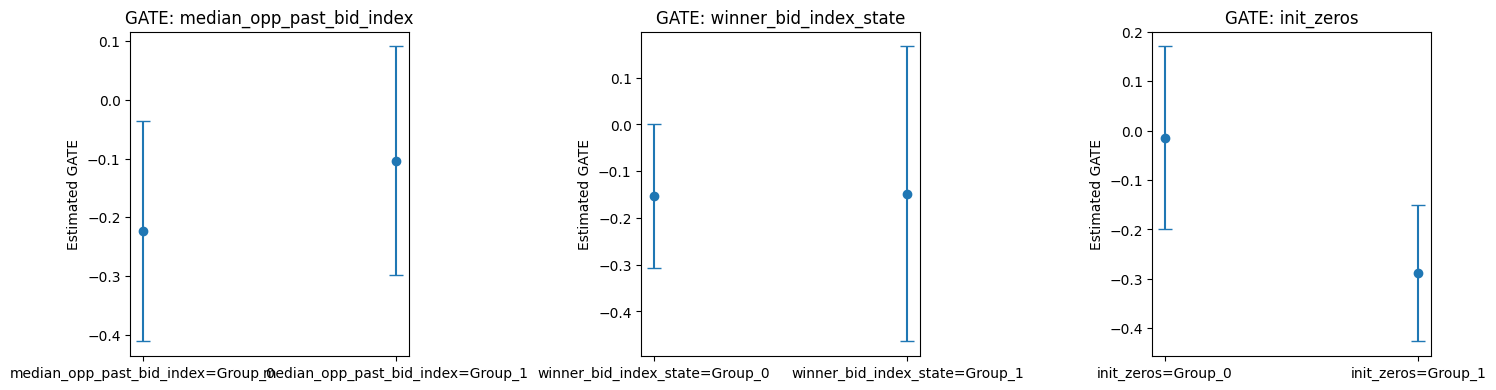 GATE: median_opp_past_bid_index
Estimated GATE
0.1
0.0
−0.1
−0.2
−0.3
−0.4
median_opp_past_bid_index=Group_0
median_opp_past_bid_index=Group_1
GATE: winner_bid_index_state
Estimated GATE
0.1
0.0
−0.1
−0.2
−0.3
−0.4
winner_bid_index_state=Group_0
winner_bid_index_state=Group_1
GATE: init_zeros
Estimated GATE
0.2
0.1
0.0
−0.1
−0.2
−0.3
−0.4
init_zeros=Group_0
init_zeros=Group_1